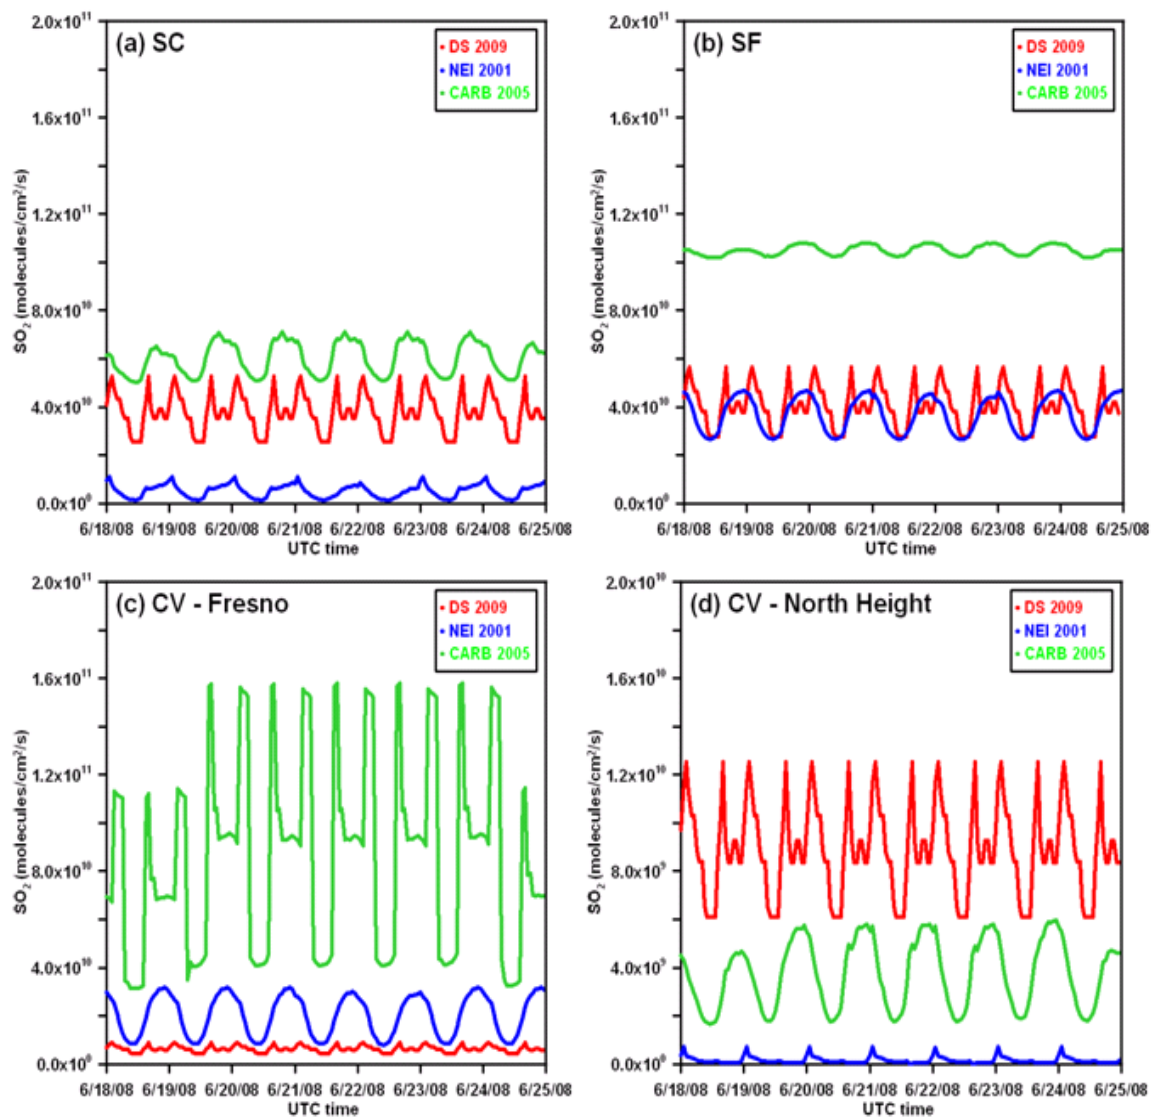 (a) SC
DS 2009
NEI 2001
CARB 2005
SO₂ (molecules/cm²/s)
2.0x10¹¹
1.6x10¹¹
1.2x10¹¹
8.0x10¹⁰
4.0x10¹⁰
0.0x10⁰
6/18/08 6/19/08 6/20/08 6/21/08 6/22/08 6/23/08 6/24/08 6/25/08
UTC time
(b) SF
DS 2009
NEI 2001
CARB 2005
SO₂ (molecules/cm²/s)
2.0x10¹¹
1.6x10¹¹
1.2x10¹¹
8.0x10¹⁰
4.0x10¹⁰
0.0x10⁰
6/18/08 6/19/08 6/20/08 6/21/08 6/22/08 6/23/08 6/24/08 6/25/08
UTC time
(c) CV - Fresno
DS 2009
NEI 2001
CARB 2005
SO₂ (molecules/cm²/s)
2.0x10¹¹
1.6x10¹¹
1.2x10¹¹
8.0x10¹⁰
4.0x10¹⁰
0.0x10⁰
6/18/08 6/19/08 6/20/08 6/21/08 6/22/08 6/23/08 6/24/08 6/25/08
UTC time
(d) CV - North Height
DS 2009
NEI 2001
CARB 2005
SO₂ (molecules/cm²/s)
2.0x10¹⁰
1.6x10¹⁰
1.2x10¹⁰
8.0x10⁹
4.0x10⁹
0.0x10⁰
6/18/08 6/19/08 6/20/08 6/21/08 6/22/08 6/23/08 6/24/08 6/25/08
UTC time